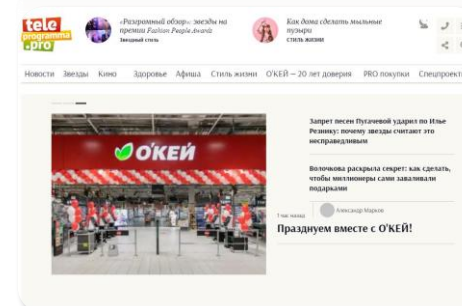 tele
programma
.pro
«Разгромный обзор»: звезды на
премии Fashion People Awards
Звездный стиль
Как дома сделать мыльные
пузыри
СТИЛЬ ЖИЗНИ
Новости Звезды Кино Здоровье Афиша Стиль жизни О'КЕЙ — 20 лет доверия PRO покупки Спецпроект
О'КЕЙ
Запрет песен Пугачевой ударил по Илье
Резнику: почему звезды считают это
несправедливым
Волочкова раскрыла секрет: как сделать,
чтобы миллионеры сами заваливали
подарками
1 час назад
Александр Марков
Празднуем вместе с О'КЕЙ!